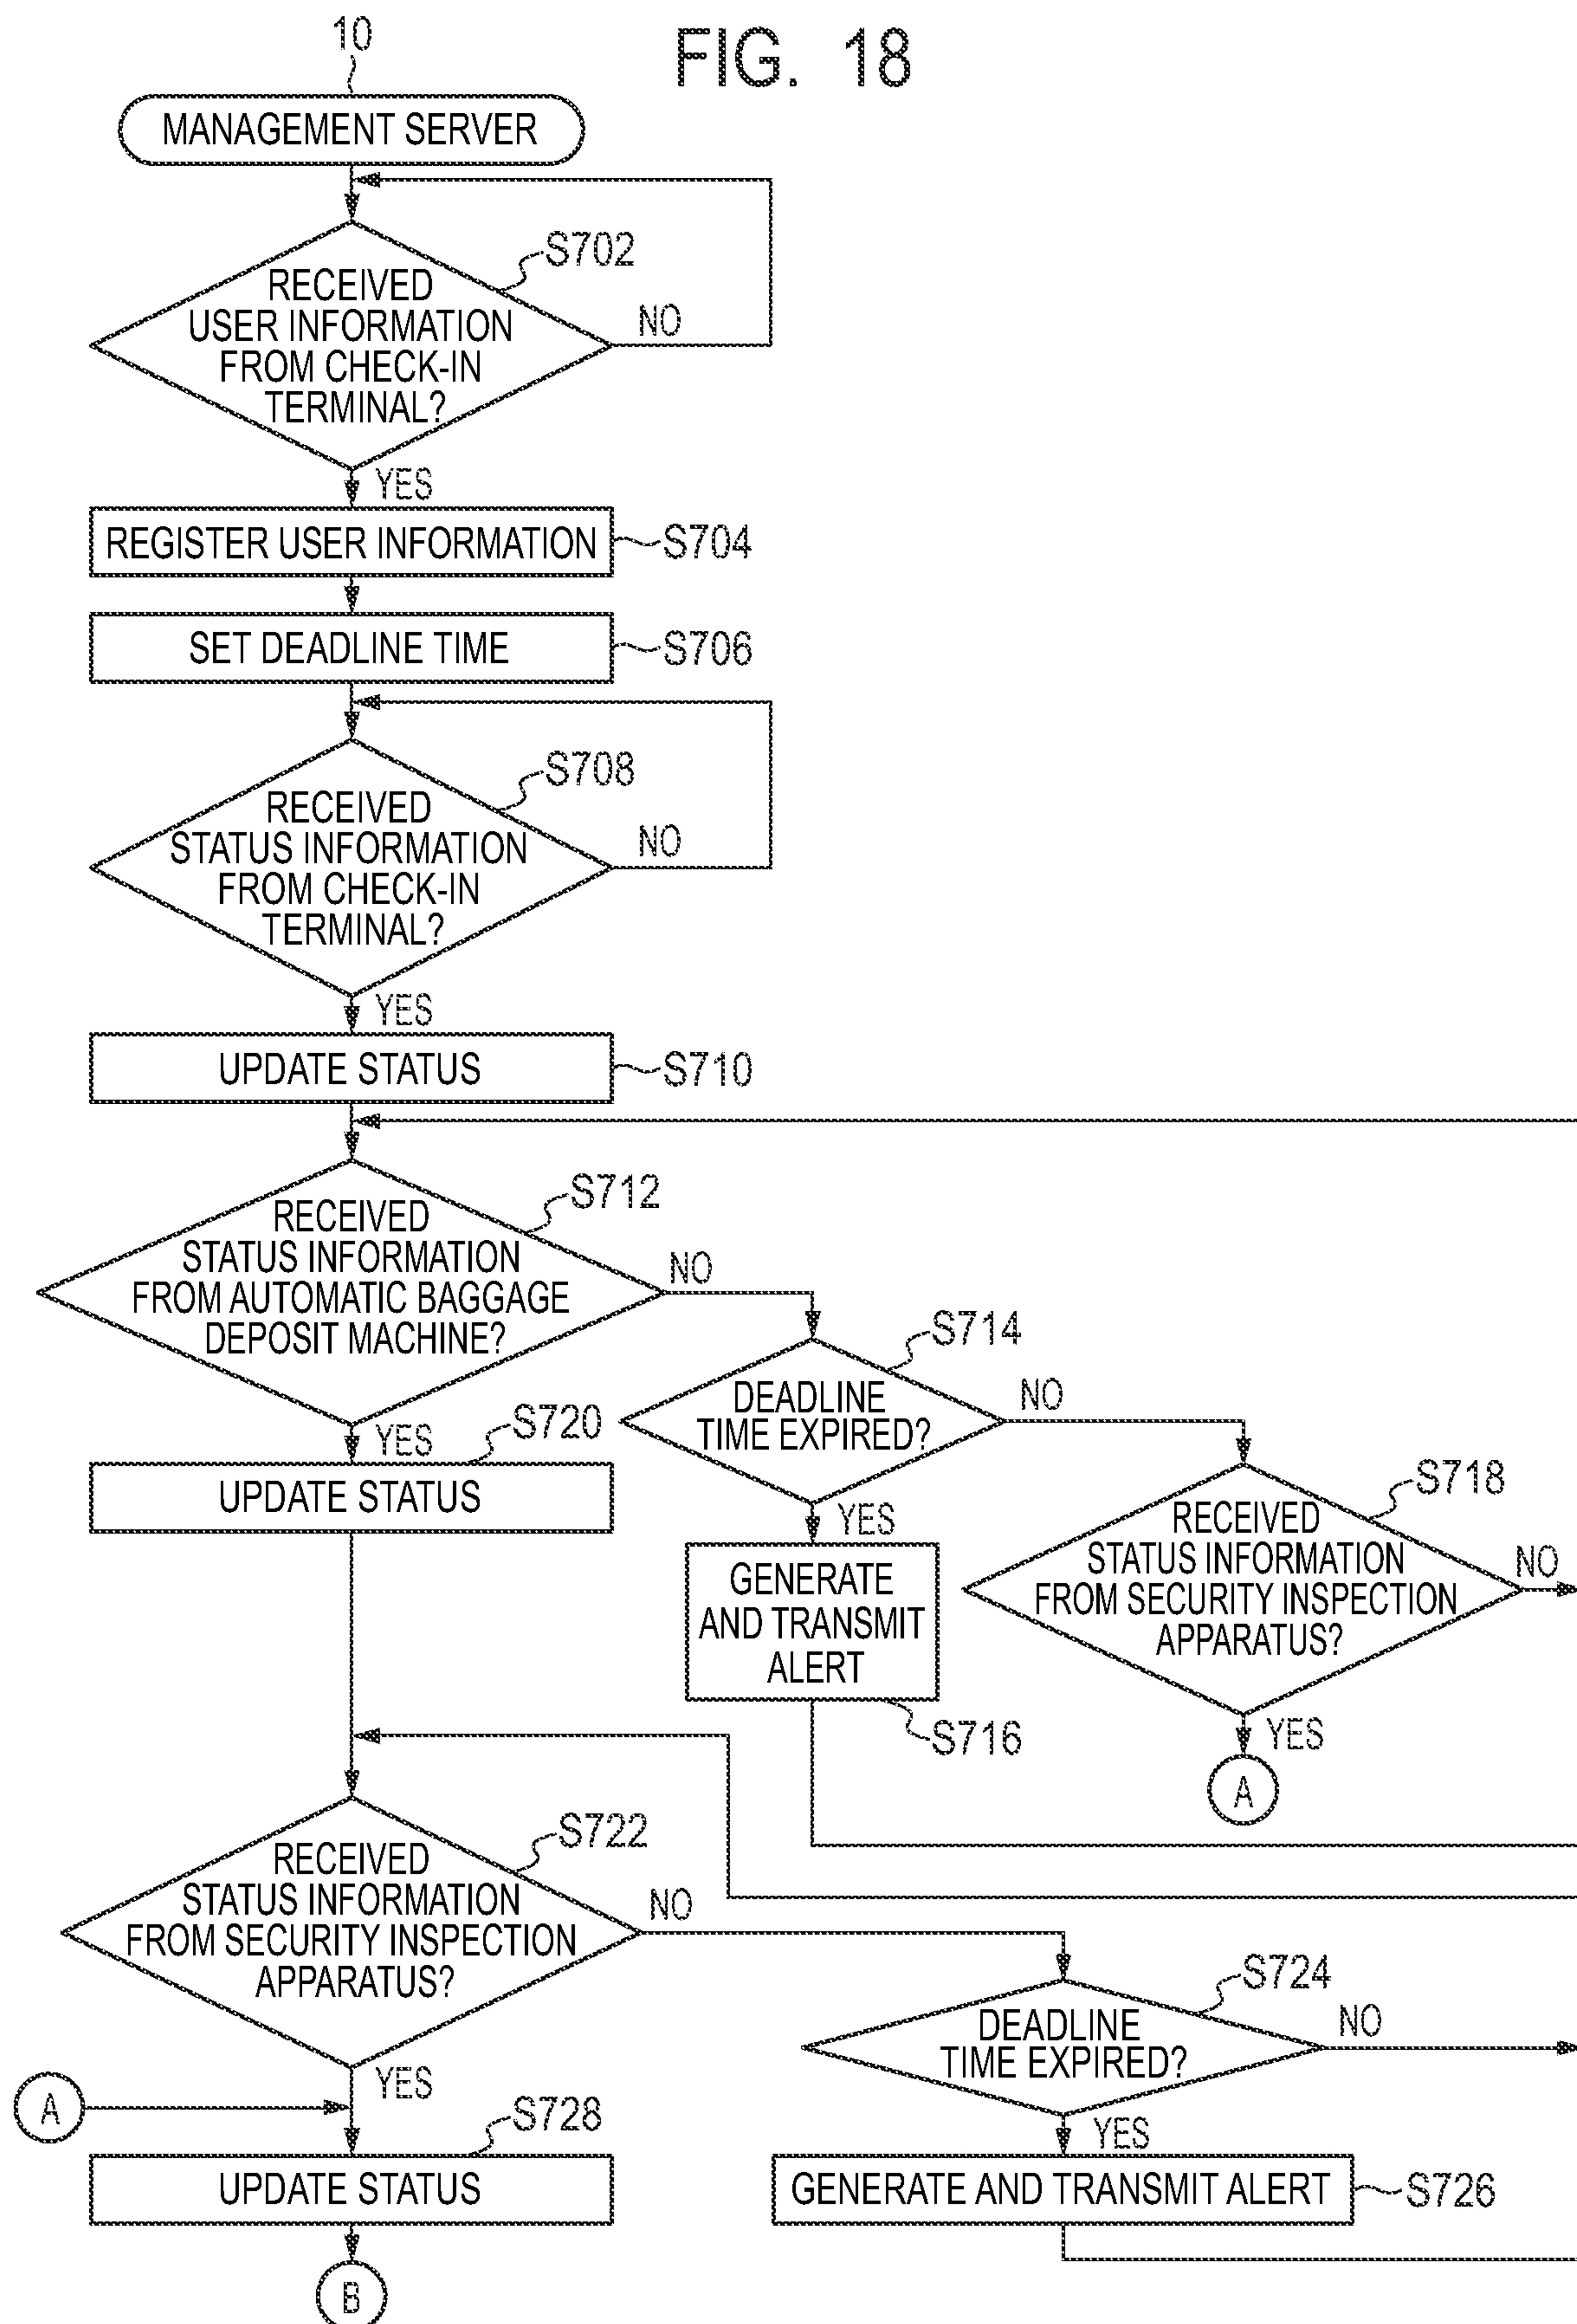 FIG. 18
10
MANAGEMENT SERVER
S702
RECEIVED
USER INFORMATION
FROM CHECK-IN
TERMINAL?
NO
YES
REGISTER USER INFORMATION
S704
SET DEADLINE TIME
S706
S708
RECEIVED
STATUS INFORMATION
FROM CHECK-IN
TERMINAL?
NO
YES
UPDATE STATUS
S710
S712
RECEIVED
STATUS INFORMATION
FROM AUTOMATIC BAGGAGE
DEPOSIT MACHINE?
NO
YES
S714
DEADLINE
TIME EXPIRED?
NO
YES
S720
UPDATE STATUS
GENERATE
AND TRANSMIT
ALERT
S716
S718
RECEIVED
STATUS INFORMATION
FROM SECURITY INSPECTION
APPARATUS?
NO
YES
A
S722
RECEIVED
STATUS INFORMATION
FROM SECURITY INSPECTION
APPARATUS?
NO
YES
S724
DEADLINE
TIME EXPIRED?
NO
YES
A
S728
UPDATE STATUS
GENERATE AND TRANSMIT ALERT
S726
B